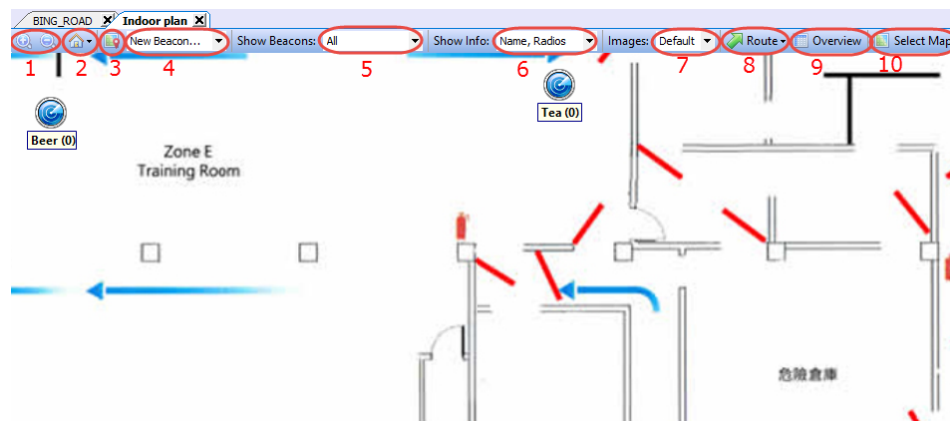 BING_ROAD X Indoor plan X
New Beacon... Show Beacons: All Show Info: Name, Radios Images: Default Route Overview Select Map
1 2 3 4 5 6 7 8 9 10
Beer (0)
Tea (0)
Zone E
Training Room
危險倉庫